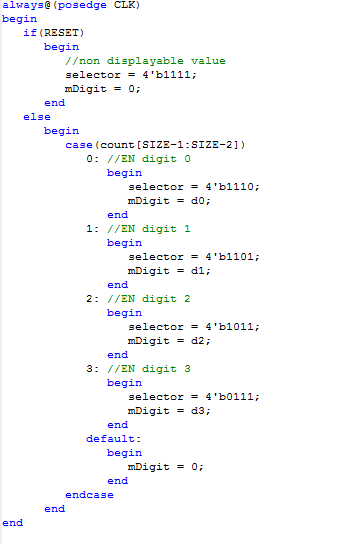 always@(posedge CLK)
begin
if(RESET)
begin
//non displayable value
selector = 4'b1111;
mDigit = 0;
end
else
begin
case(count[SIZE-1:SIZE-2])
0: //EN digit 0
begin
selector = 4'b1110;
mDigit = d0;
end
1: //EN digit 1
begin
selector = 4'b1101;
mDigit = d1;
end
2: //EN digit 2
begin
selector = 4'b1011;
mDigit = d2;
end
3: //EN digit 3
begin
selector = 4'b0111;
mDigit = d3;
end
default:
begin
mDigit = 0;
end
endcase
end
end